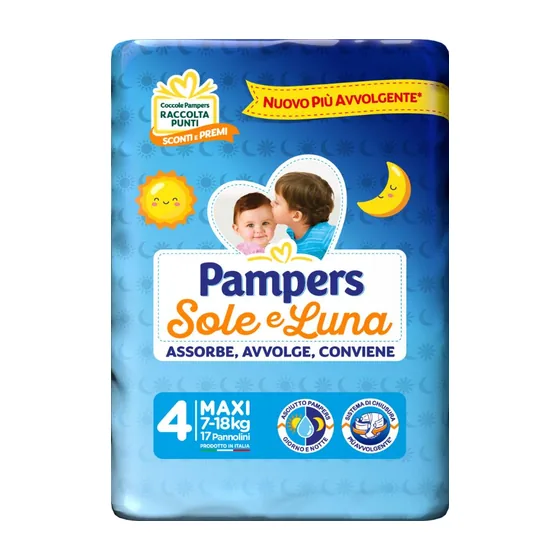 Coccole Pampers
RACCOLTA
PUNTI
SCONTI e PREMI
NUOVO PIÙ AVVOLGENTE*
Pampers
Sole e Luna
ASSORBE, AVVOLGE, CONVIENE
4
MAXI
7-18kg
17 Pannolini
PRODOTTO IN ITALIA
ASCIUTTO PAMPERS
GIORNO E NOTTE
SISTEMA DI CHIUSURA
PIÙ AVVOLGENTE*